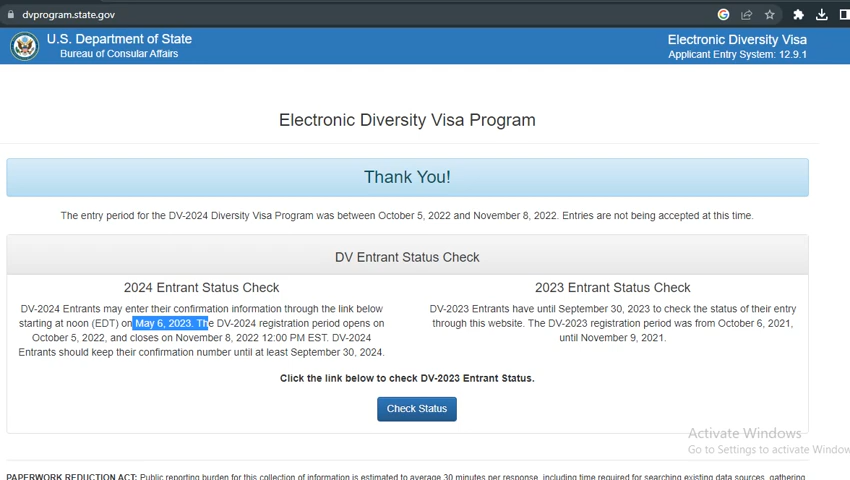 dvprogram.state.gov
U.S. Department of State
Bureau of Consular Affairs
Electronic Diversity Visa
Applicant Entry System: 12.9.1
Electronic Diversity Visa Program
Thank You!
The entry period for the DV-2024 Diversity Visa Program was between October 5, 2022 and November 8, 2022. Entries are not being accepted at this time.
DV Entrant Status Check
2024 Entrant Status Check
DV-2024 Entrants may enter their confirmation information through the link below
starting at noon (EDT) on May 6, 2023. The DV-2024 registration period opens on
October 5, 2022, and closes on November 8, 2022 12:00 PM EST. DV-2024
Entrants should keep their confirmation number until at least September 30, 2024.
2023 Entrant Status Check
DV-2023 Entrants have until September 30, 2023 to check the status of their entry
through this website. The DV-2023 registration period was from October 6, 2021,
until November 9, 2021.
Click the link below to check DV-2023 Entrant Status.
Check Status
Activate Windows
Go to Settings to activate Window
PAPERWORK REDUCTION ACT: Public reporting burden for this collection of information is estimated to average 30 minutes per response, including time required for searching existing data sources, gathering